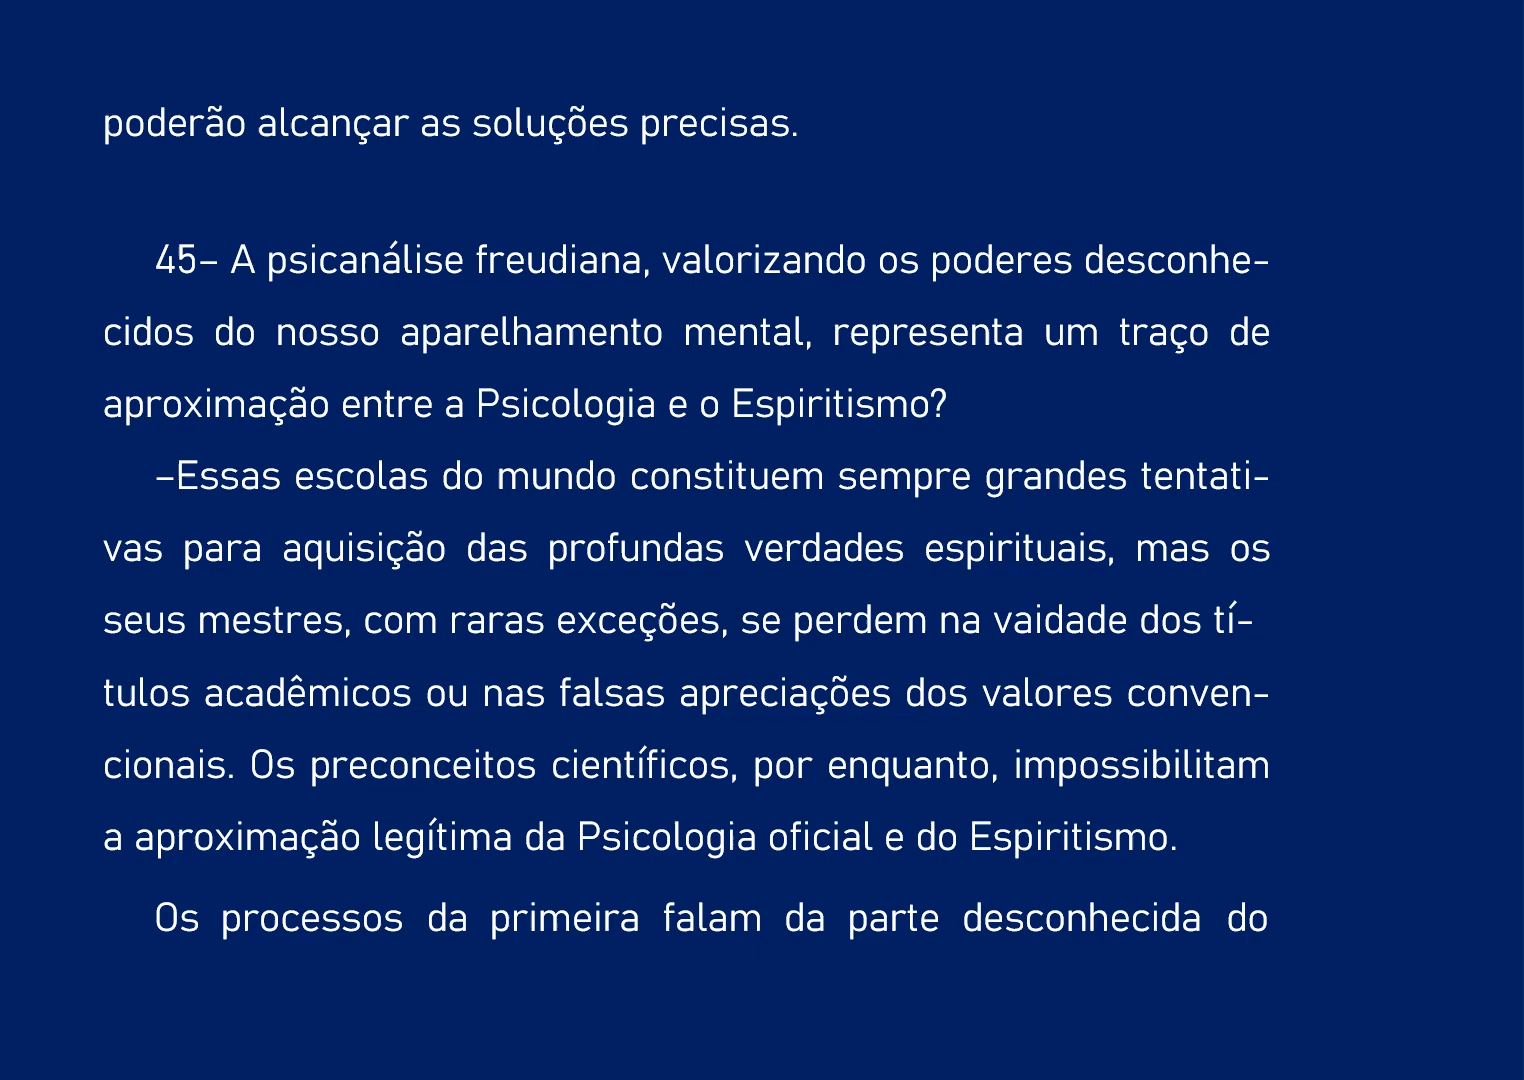 poderão alcançar as soluções precisas.
45– A psicanálise freudiana, valorizando os poderes desconhe-
cidos do nosso aparelhamento mental, representa um traço de
aproximação entre a Psicologia e o Espiritismo?
–Essas escolas do mundo constituem sempre grandes tentati-
vas para aquisição das profundas verdades espirituais, mas os
seus mestres, com raras exceções, se perdem na vaidade dos tí-
tulos acadêmicos ou nas falsas apreciações dos valores conven-
cionais. Os preconceitos científicos, por enquanto, impossibilitam
a aproximação legítima da Psicologia oficial e do Espiritismo.
Os processos da primeira falam da parte desconhecida do